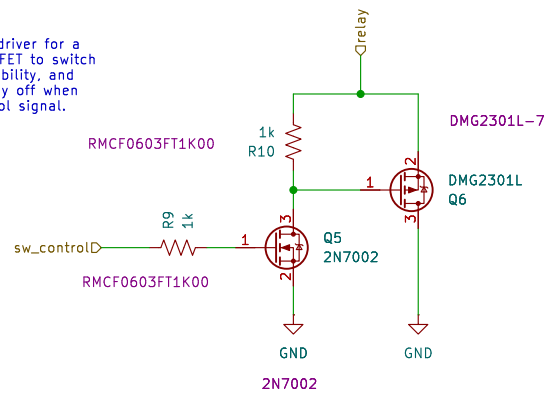 relay
driver for a
FET to switch
bility, and
y off when
ol signal.
DMG2301L-7
RMCF0603FT1K00
1k
R10
2
1
DMG2301L
Q6
3
R9
1k
3
sw_control
1
Q5
2N7002
2
RMCF0603FT1K00
GND
GND
2N7002